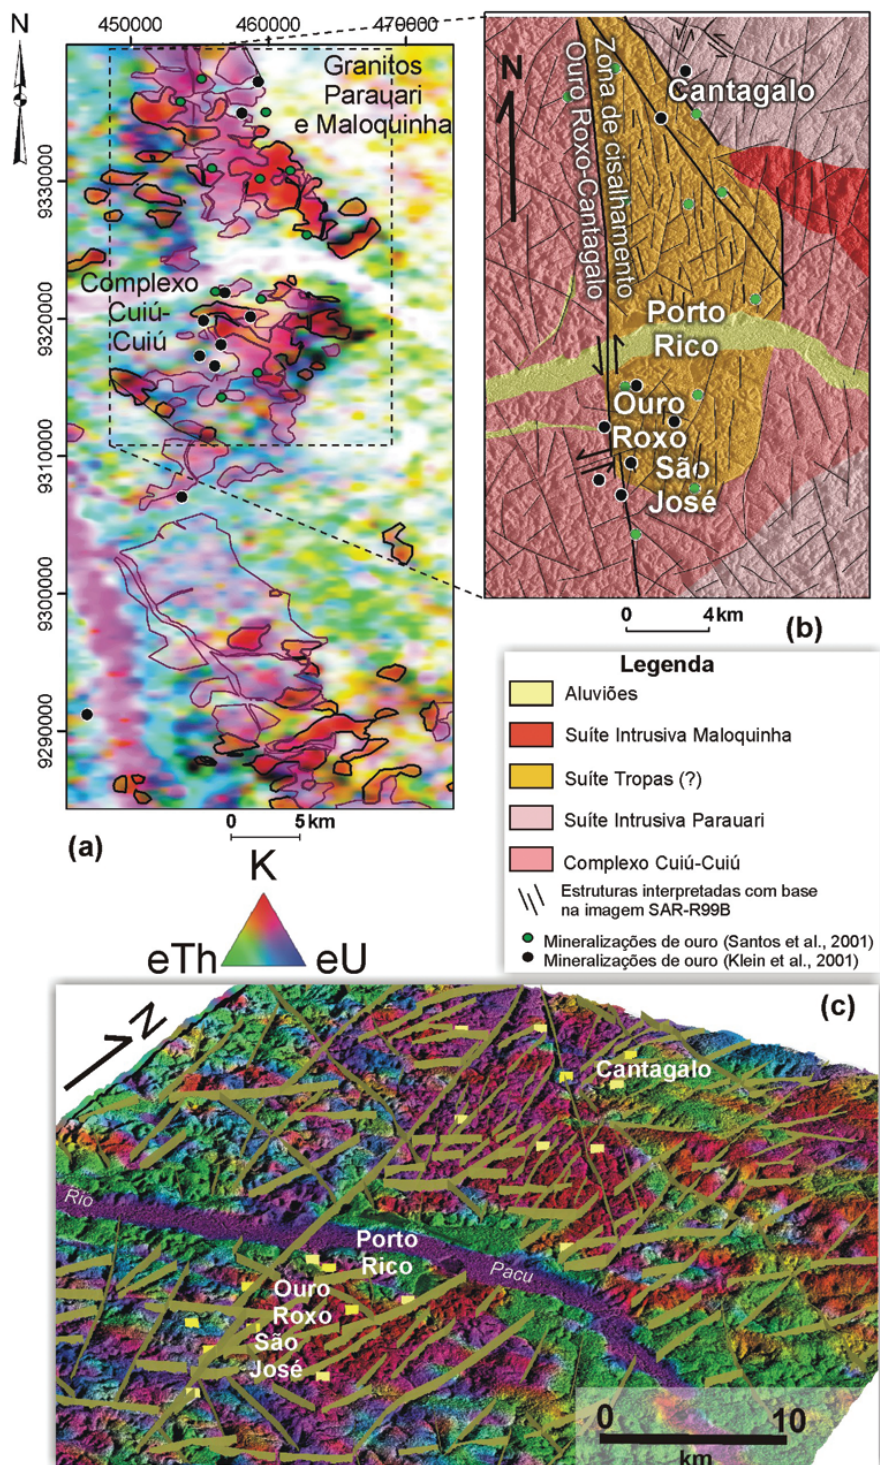 N
450000
460000
470000
Granitos
Parauari
e Maloquinha
Complexo
Cuiú-
Cuiú
9330000
9320000
9310000
9300000
9290000
0 5km
(a)
N
Zona de cisalhamento
Ouro Roxo-Cantagalo
Cantagalo
Porto
Rico
Ouro
Roxo
São
José
0 4km
(b)
Legenda
Aluviões
Suíte Intrusiva Maloquinha
Suíte Tropas (?)
Suíte Intrusiva Parauari
Complexo Cuiú-Cuiú
Estruturas interpretadas com base
na imagem SAR-R99B
Mineralizações de ouro (Santos et al., 2001)
Mineralizações de ouro (Klein et al., 2001)
K
eTh
eU
(c)
N
Cantagalo
Rio
Porto
Rico
Pacu
Ouro
Roxo
São
José
0 10
km